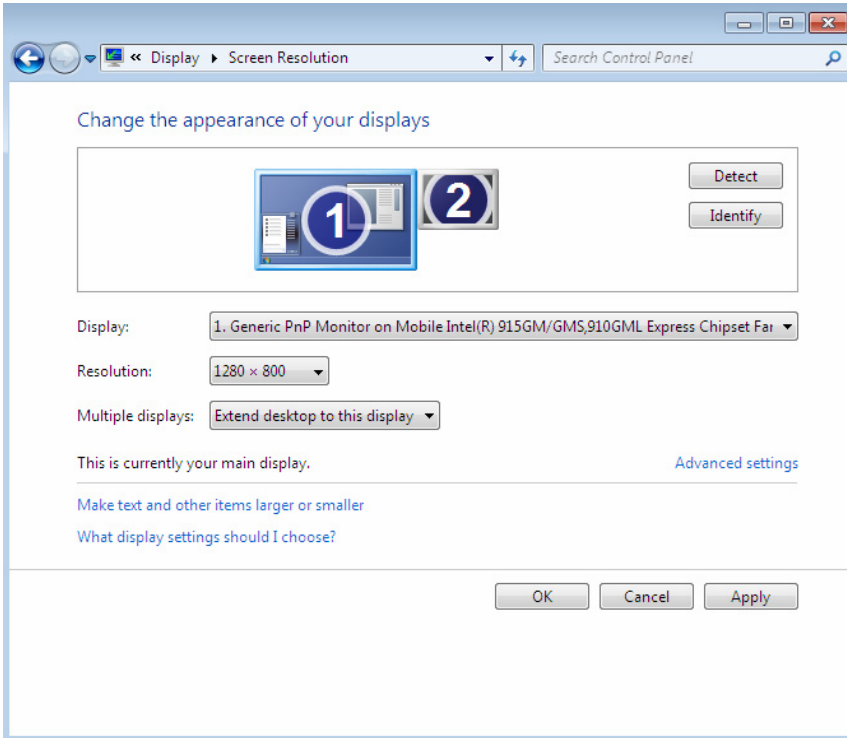 « Display ▸ Screen Resolution
Search Control Panel
Change the appearance of your displays
1
2
Detect
Identify
Display: 1. Generic PnP Monitor on Mobile Intel(R) 915GM/GMS,910GML Express Chipset Far
Resolution: 1280 × 800
Multiple displays: Extend desktop to this display
This is currently your main display. Advanced settings
Make text and other items larger or smaller
What display settings should I choose?
OK Cancel Apply